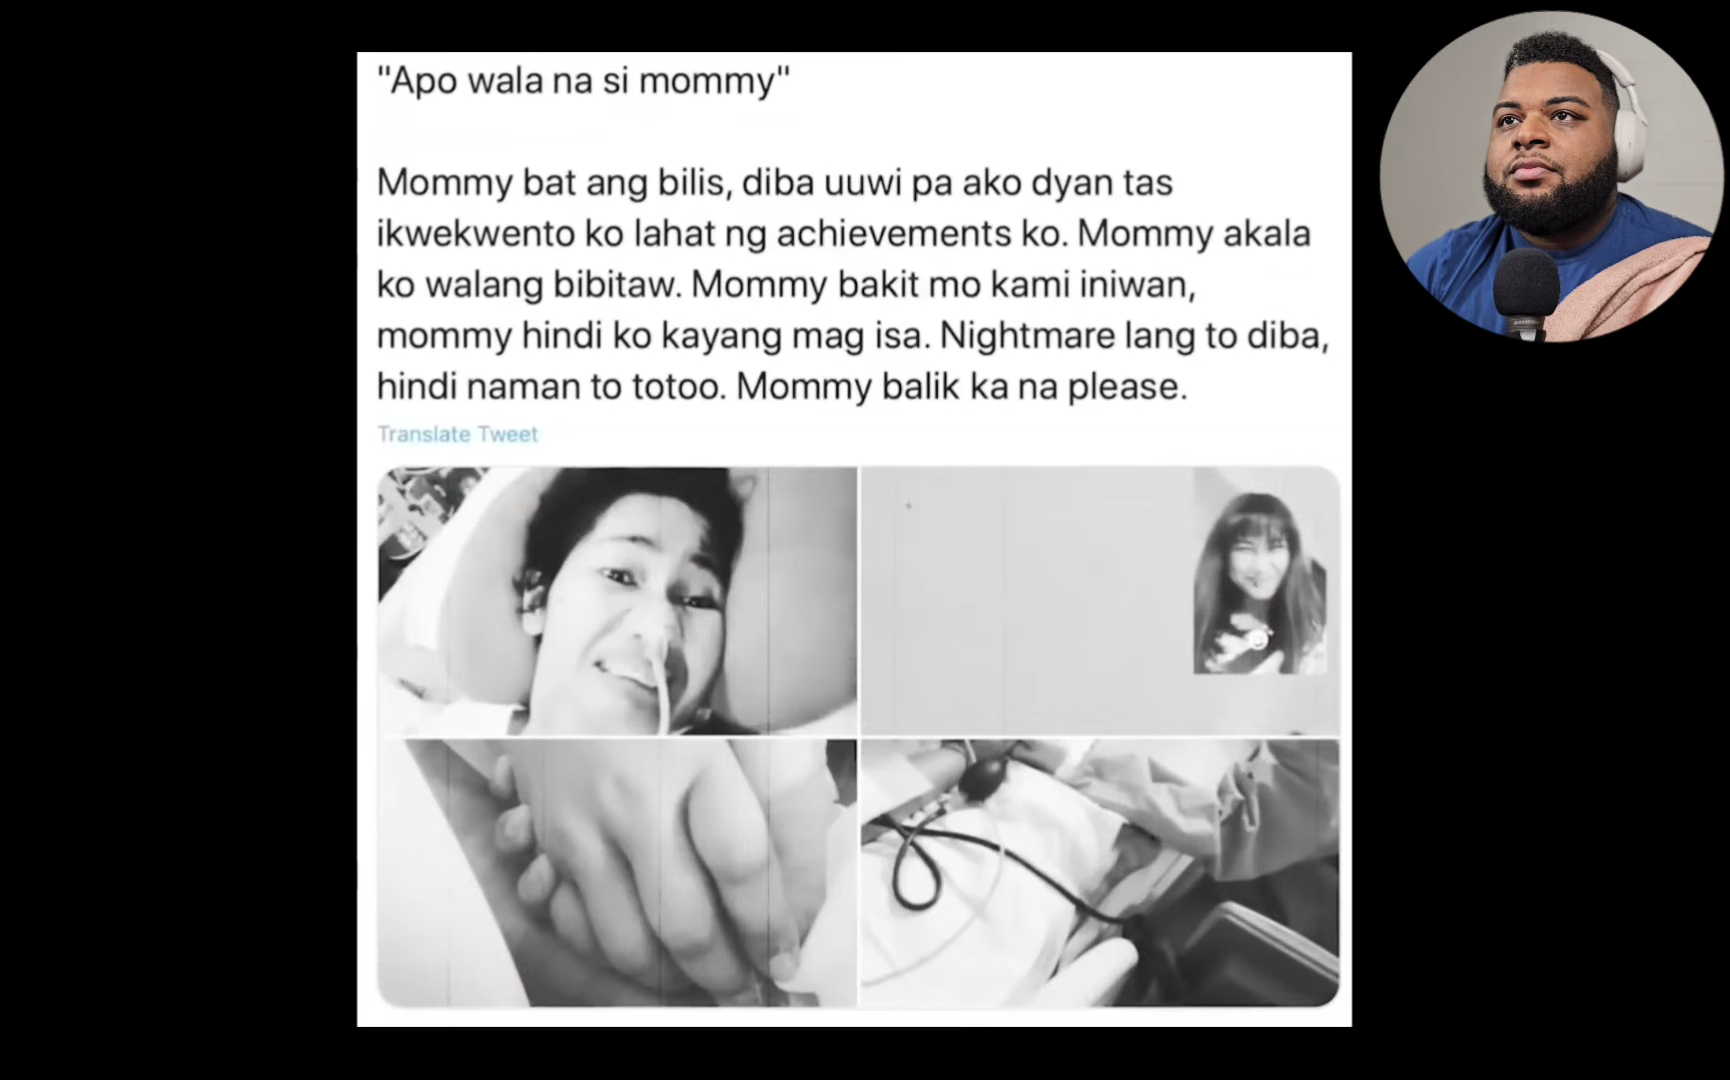 "Apo wala na si mommy"
Mommy bat ang bilis, diba uuwi pa ako dyan tas
ikwekwento ko lahat ng achievements ko. Mommy akala
ko walang bibitaw. Mommy bakit mo kami iniwan,
mommy hindi ko kayang mag isa. Nightmare lang to diba,
hindi naman to totoo. Mommy balik ka na please.
Translate Tweet